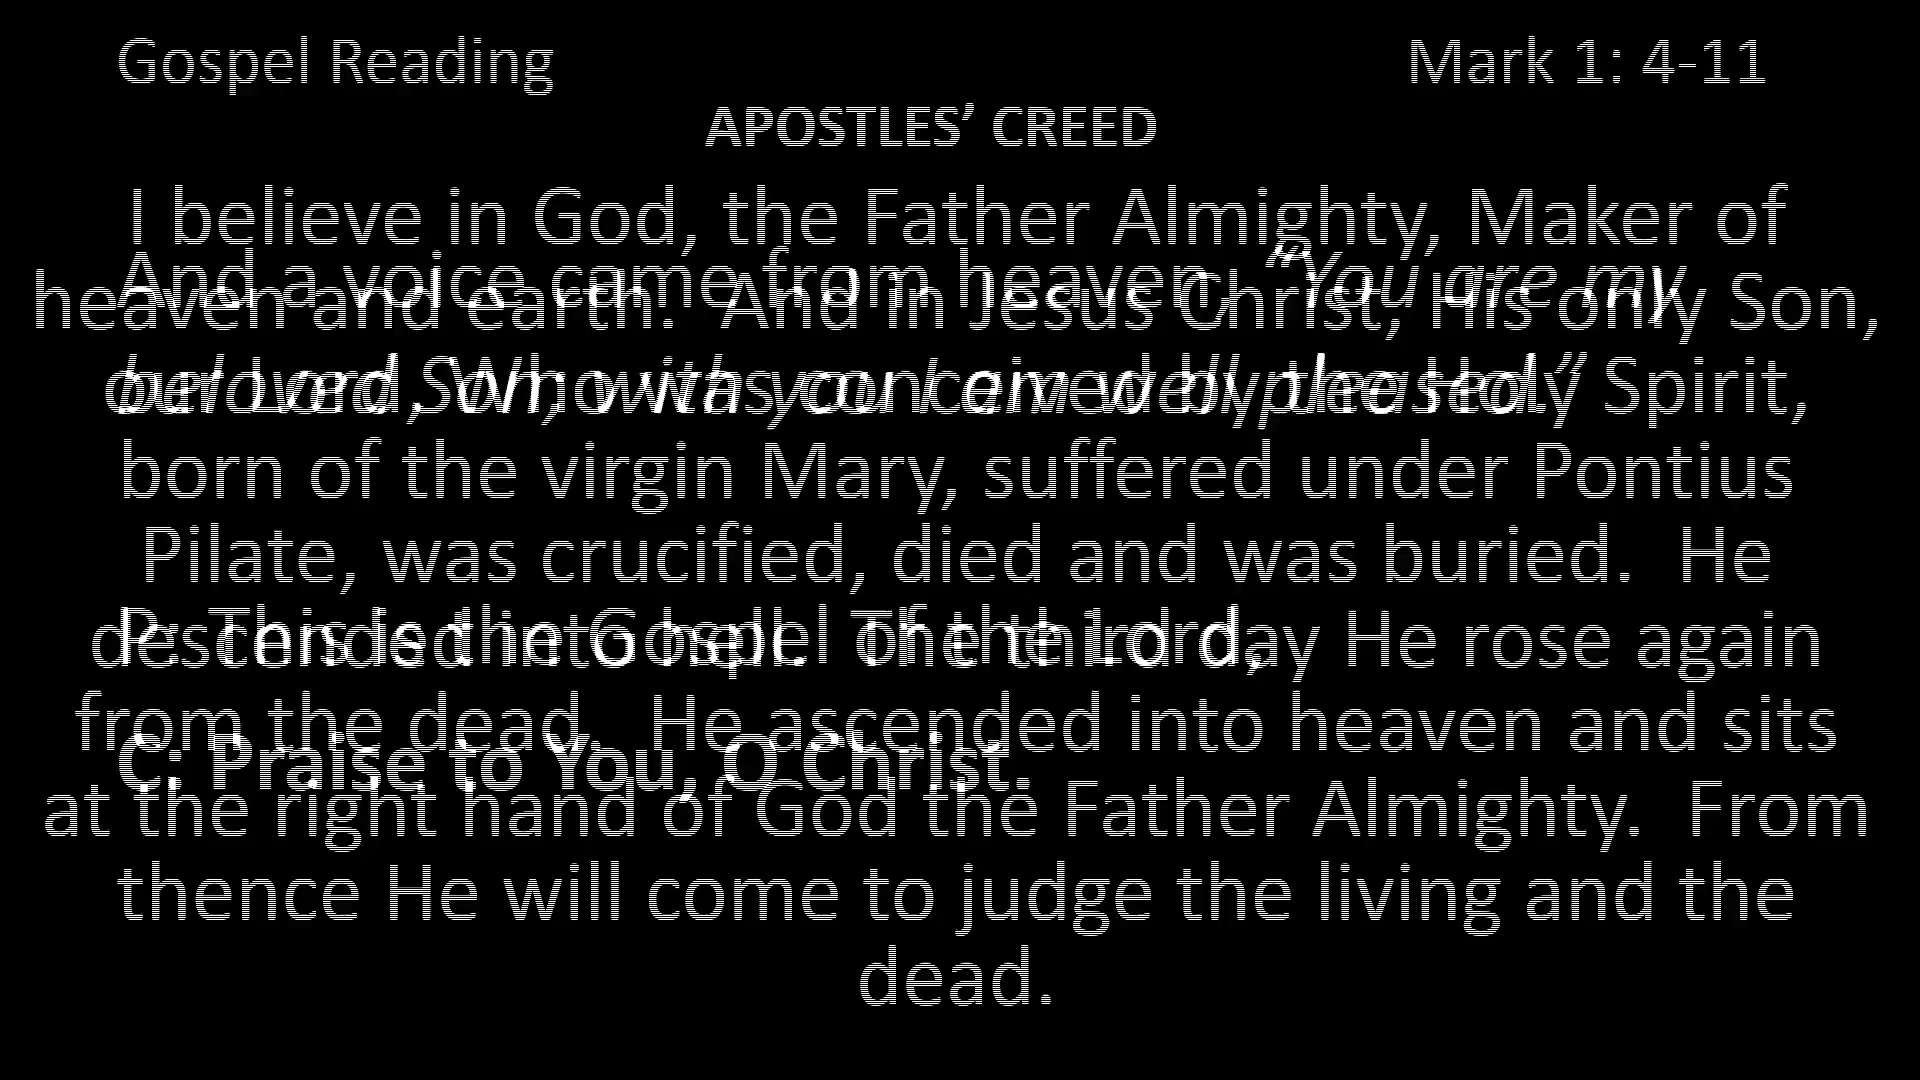 Gospel Reading Mark 1: 4-11
And a voice came from heaven, “You are my
beloved Son; with you I am well pleased.”
P: This is the Gospel of the Lord,
C: Praise to You, O Christ.
APOSTLES’ CREED
I believe in God, the Father Almighty, Maker of
heaven and earth. And in Jesus Christ, His only Son,
our Lord, Who was conceived by the Holy Spirit,
born of the virgin Mary, suffered under Pontius
Pilate, was crucified, died and was buried. He
descended into hell. The third day He rose again
from the dead. He ascended into heaven and sits
at the right hand of God the Father Almighty. From
thence He will come to judge the living and the
dead.